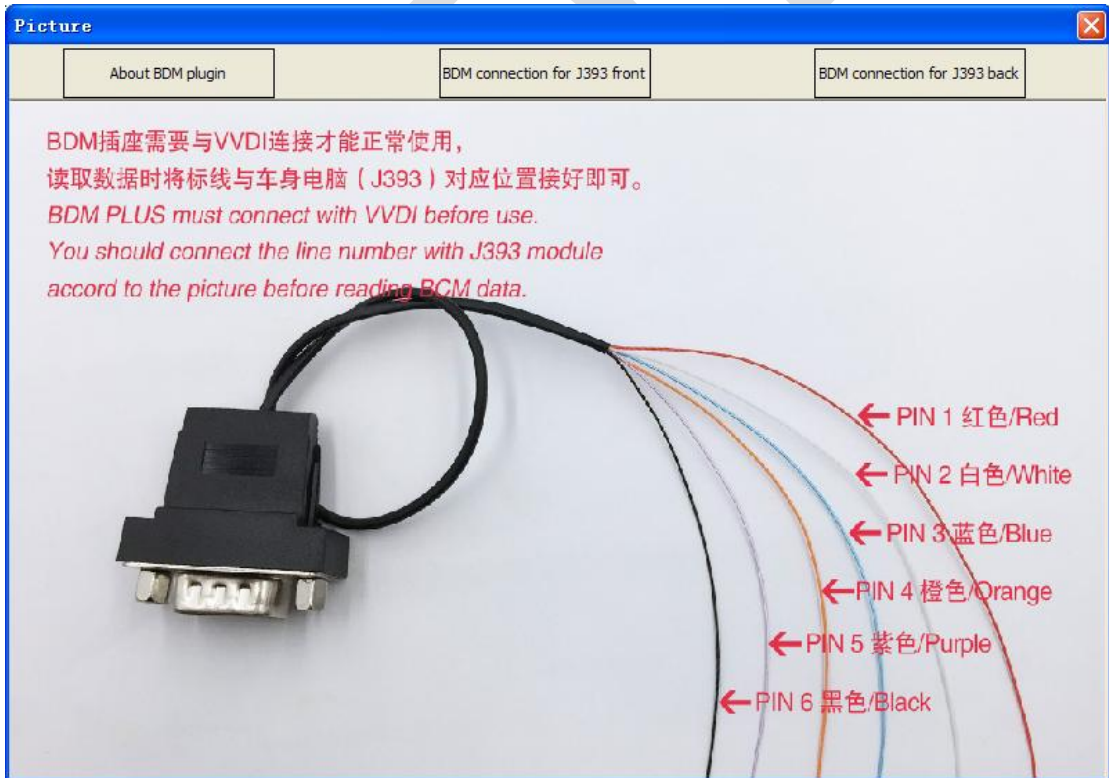 Picture
About BDM plugin
BDM connection for J393 front
BDM connection for J393 back
BDM插座需要与VVDI连接才能正常使用，
读取数据时将标线与车身电脑（J393）对应位置接好即可。
BDM PLUS must connect with VVDI before use.
You should connect the line number with J393 module
accord to the picture before reading BCM data.
PIN 1 红色/Red
PIN 2 白色/White
PIN 3 蓝色/Blue
PIN 4 橙色/Orange
PIN 5 紫色/Purple
PIN 6 黑色/Black